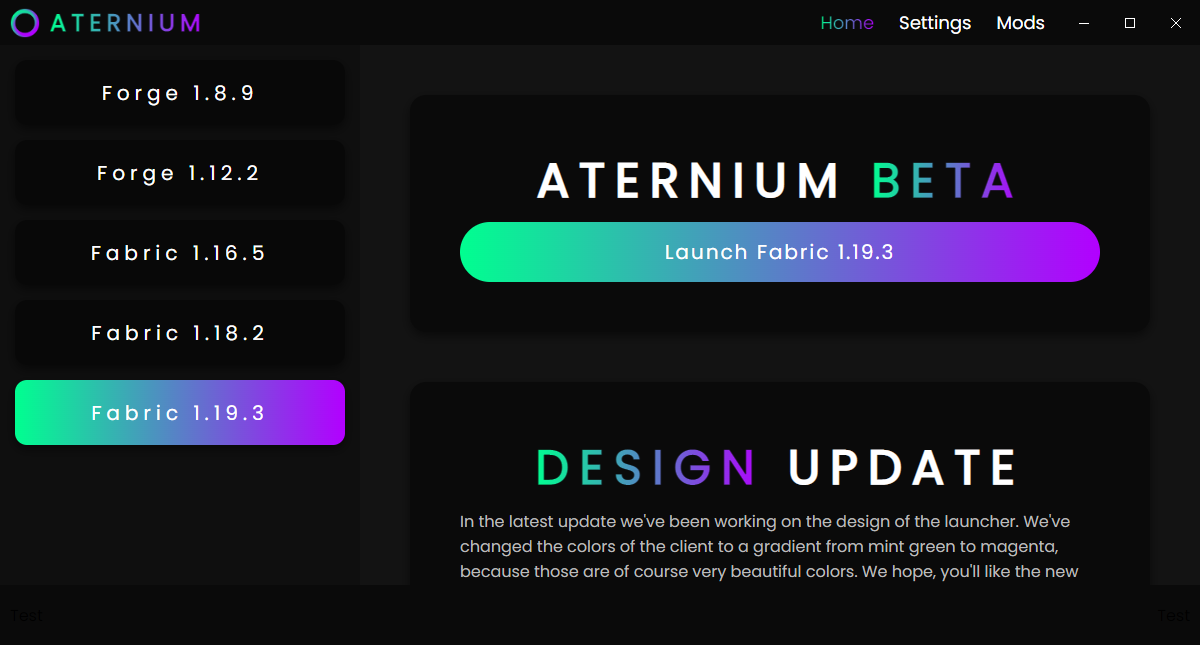 ATERNIUM
Home Settings Mods
Forge 1.8.9
Forge 1.12.2
Fabric 1.16.5
Fabric 1.18.2
Fabric 1.19.3
ATERNIUM BETA
Launch Fabric 1.19.3
DESIGN UPDATE
In the latest update we've been working on the design of the launcher. We've
changed the colors of the client to a gradient from mint green to magenta,
because those are of course very beautiful colors. We hope, you'll like the new
Test
Test